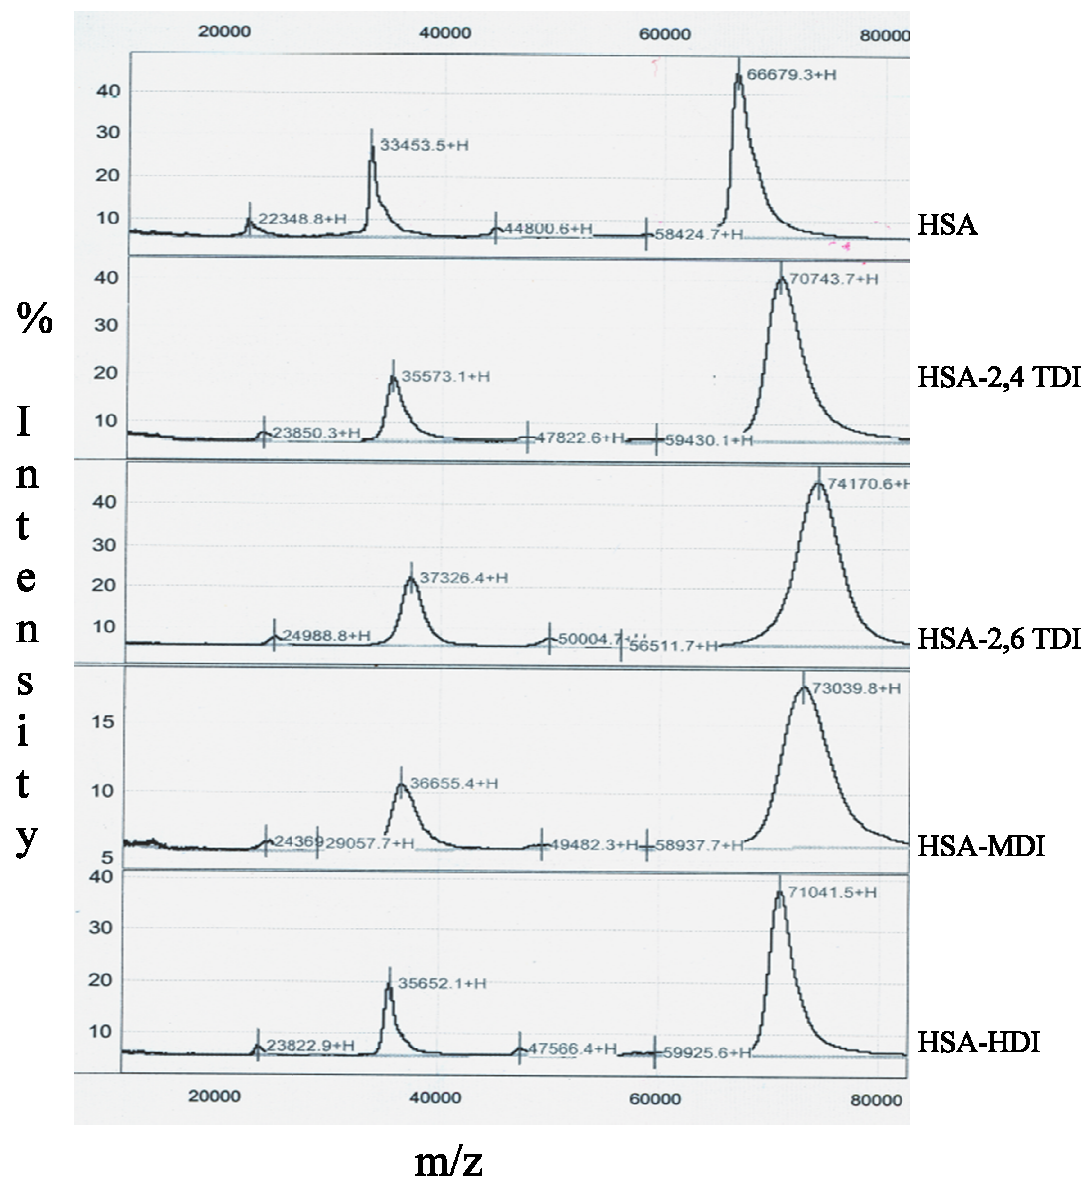 20000 40000 60000 80000
66679.3+H
40
33453.5+H
30
20
22348.8+H
44800.6+H
58424.7+H
10
HSA
70743.7+H
40
30
35573.1+H
20
HSA-2,4 TDI
10
23850.3+H
47822.6+H
59430.1+H
74170.6+H
40
30
37326.4+H
20
10
24988.8+H
50004.7+H
56511.7+H
HSA-2,6 TDI
73039.8+H
15
36655.4+H
10
24369
29057.7+H
49482.3+H
58937.7+H
5
HSA-MDI
40
71041.5+H
30
35652.1+H
20
10
23822.9+H
47566.4+H
59925.6+H
HSA-HDI
20000 40000 60000 80000
% Intensity
m/z